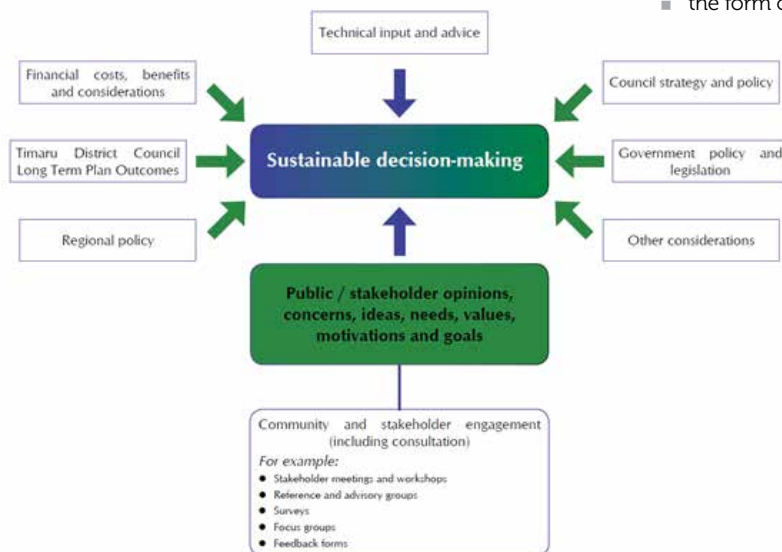 the form o
Technical input and advice
Financial costs, benefits
and considerations
Council strategy and policy
Timaru District Council
Long Term Plan Outcomes
Sustainable decision-making
Government policy and
legislation
Regional policy
Other considerations
Public / stakeholder opinions,
concerns, ideas, needs, values,
motivations and goals
Community and stakeholder engagement
(including consultation)
For example:
● Stakeholder meetings and workshops
● Reference and advisory groups
● Surveys
● Focus groups
● Feedback forms